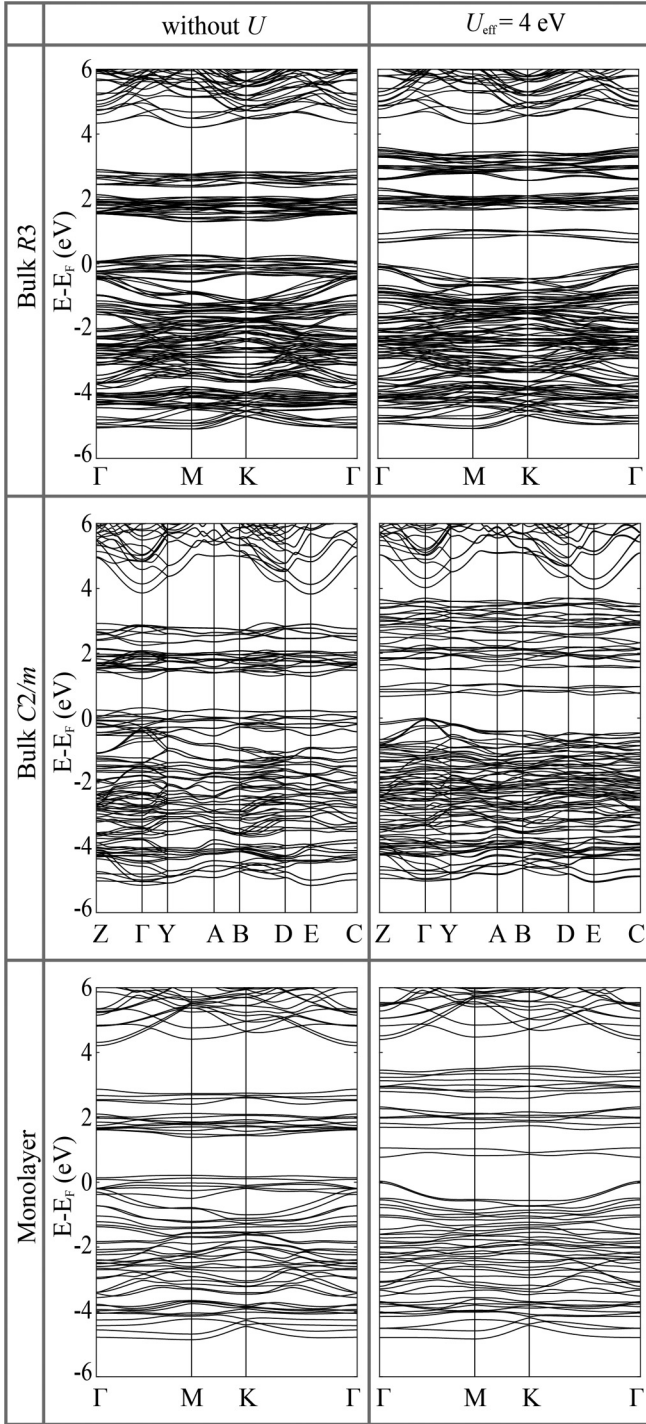 without U
U_eff = 4 eV
Bulk R3
E-E_F (eV)
6
4
2
0
-2
-4
-6
Γ M K Γ
Γ M K Γ
Bulk C2/m
E-E_F (eV)
6
4
2
0
-2
-4
-6
Z Γ Y A B D E C
Z Γ Y A B D E C
Monolayer
E-E_F (eV)
6
4
2
0
-2
-4
-6
Γ M K Γ
Γ M K Γ